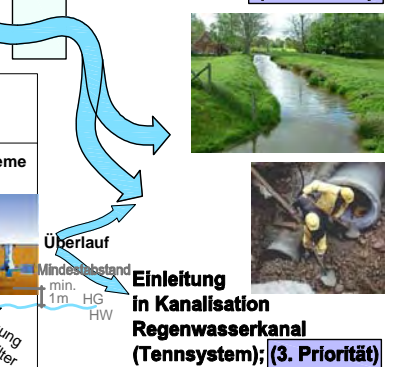 eme
Überlauf
Mindestabstand
min.
1m
HG
HW
Einleitung
in Kanalisation
Regenwasserkanal
(Tennsystem); (3. Priorität)